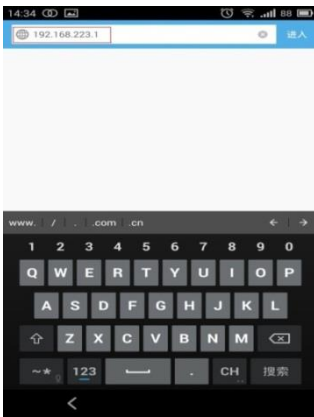 14:34 88
192.168.223.1 进入
www. / . .com .cn
1 2 3 4 5 6 7 8 9 0
Q W E R T Y U I O P
A S D F G H J K L
Z X C V B N M
~* 123 . CH 搜索